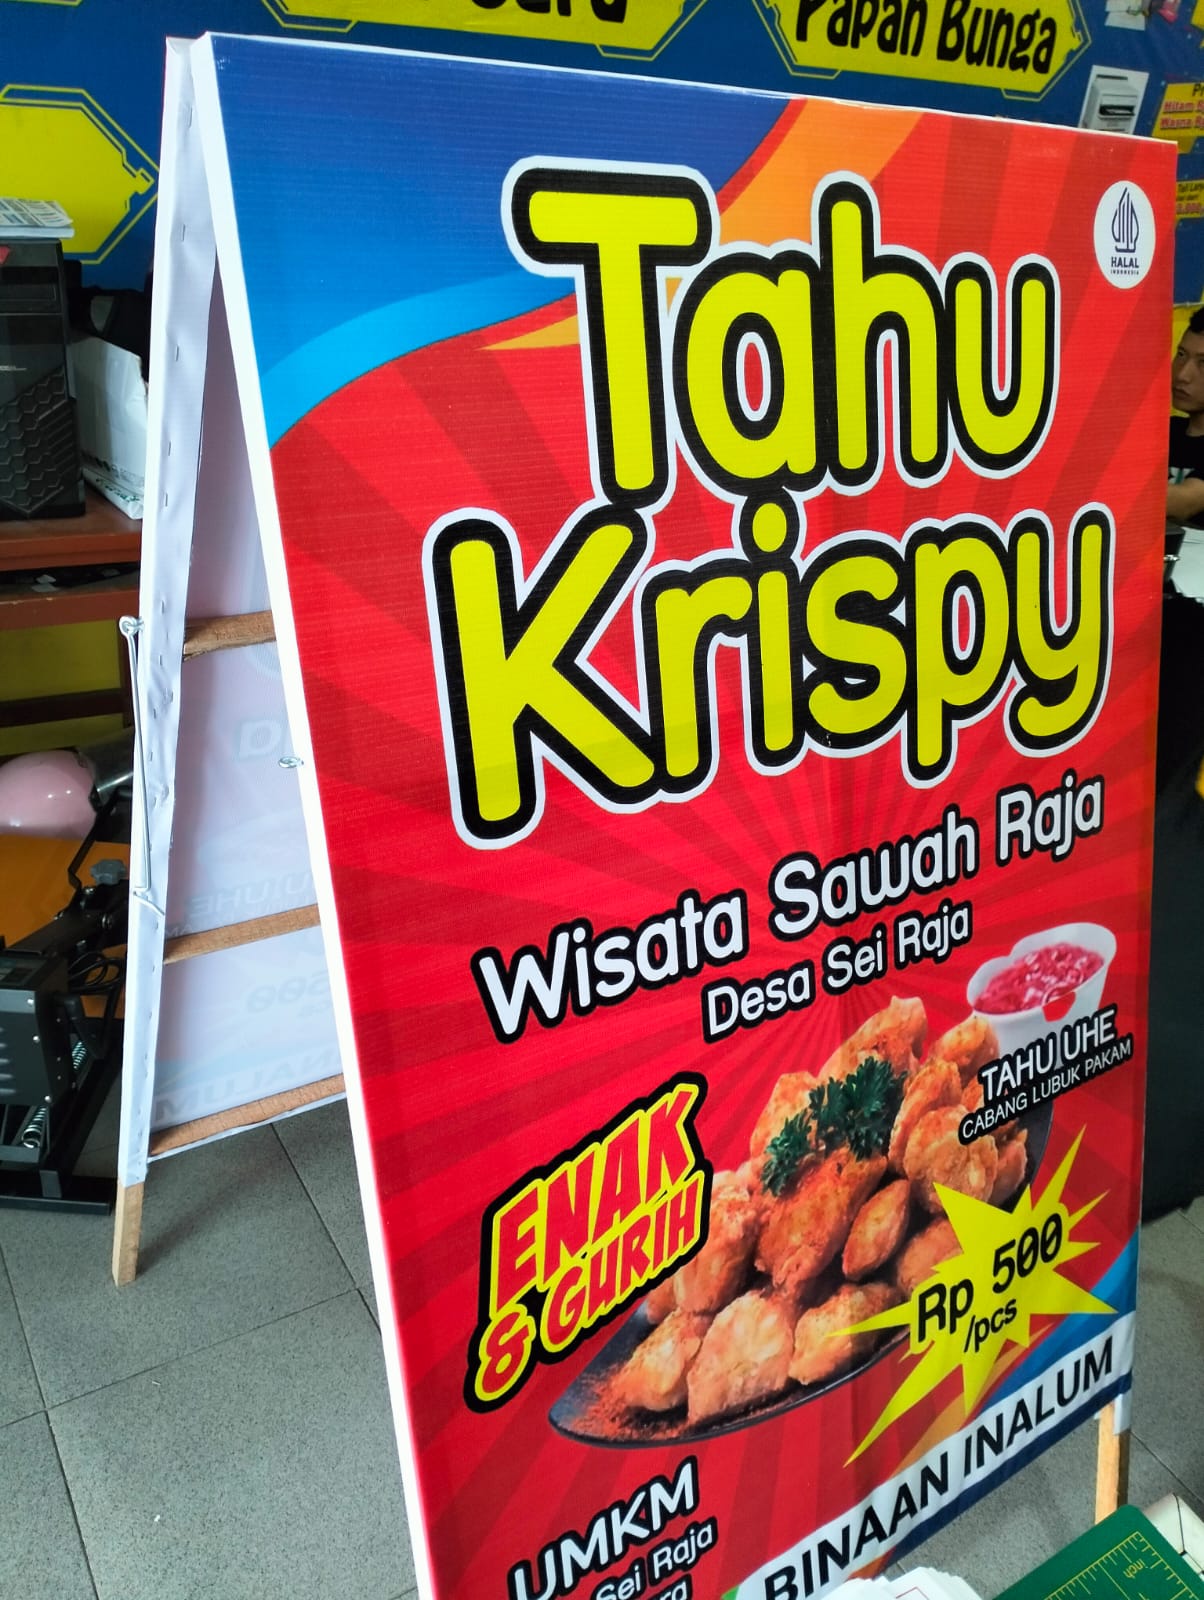 Papan Bunga
Tahu
Krispy
HALAL
INDONESIA
Wisata Sawah Raja
Desa Sei Raja
TAHU UHE
CABANG LUBUK PAKAM
ENAK
& GURIH
Rp 500
/pcs
BINAAN INALUM
UMKM
Sei Raja
inch